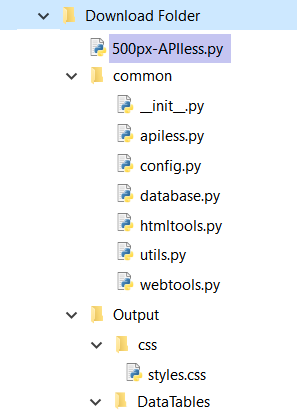 Download Folder
500px-APIless.py
common
__init__.py
apiless.py
config.py
database.py
htmltools.py
utils.py
webtools.py
Output
css
styles.css
DataTables